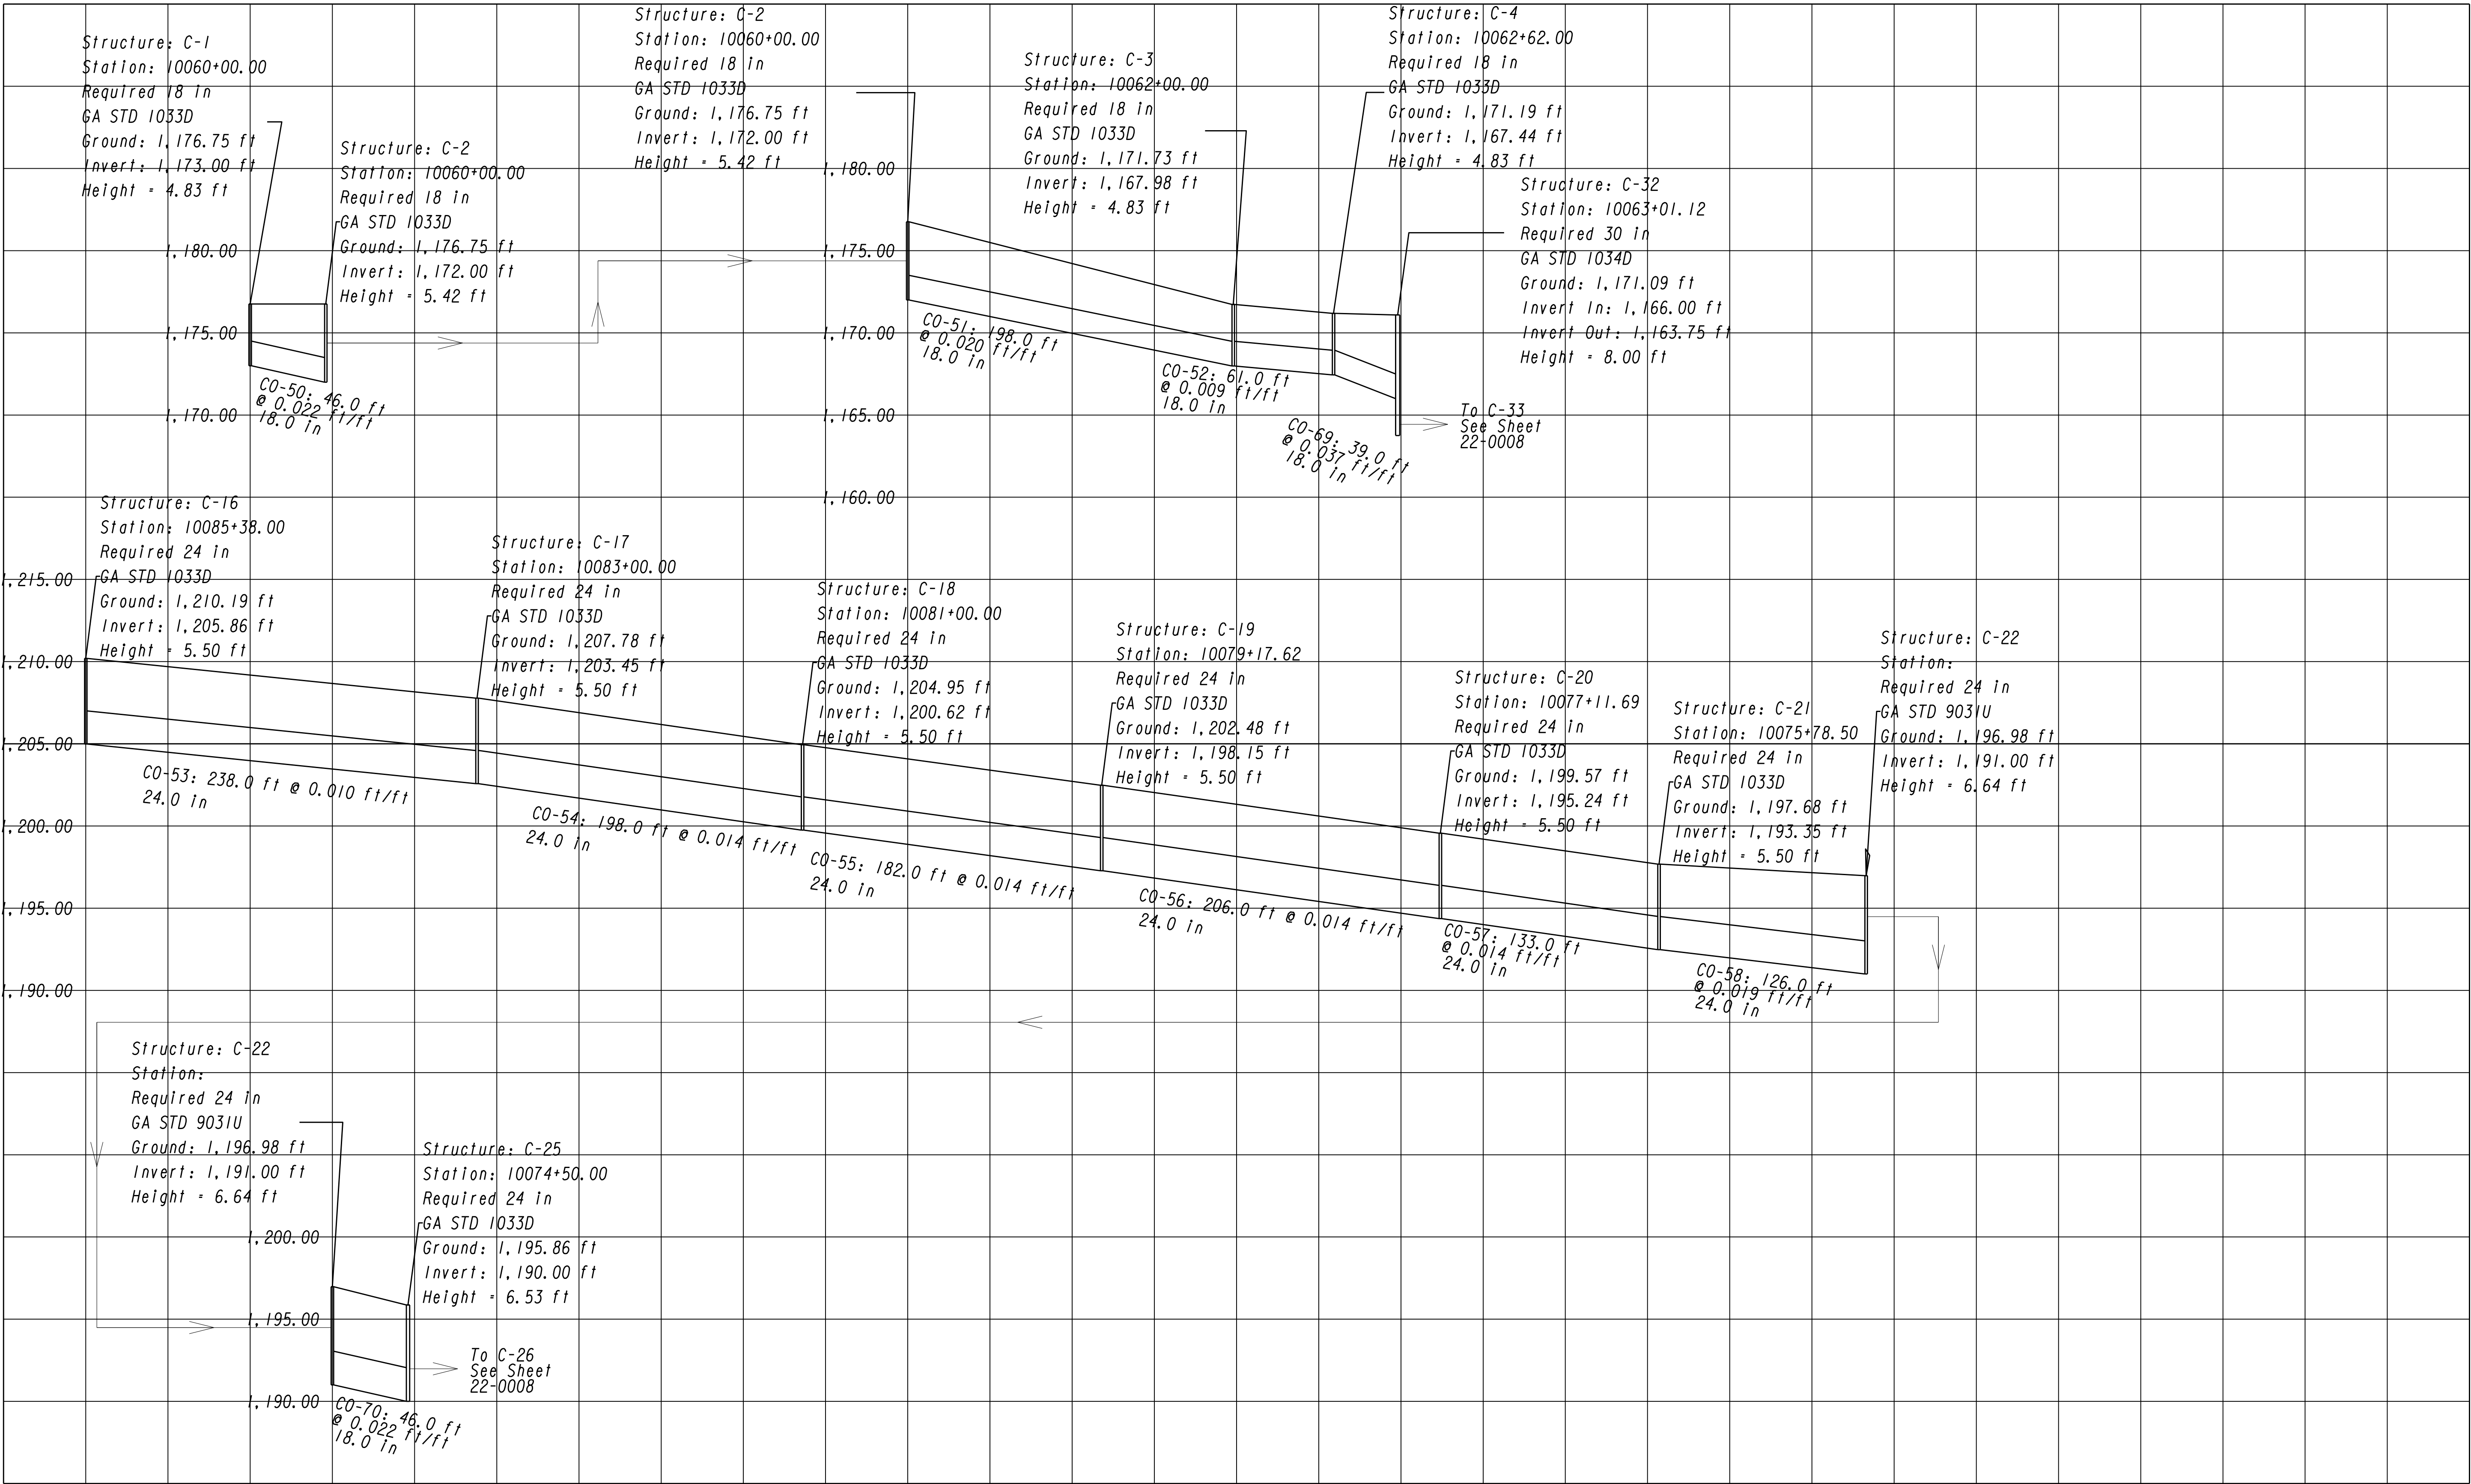 Structure: C-1
Station: 10060+00.00
Required 18 in
GA STD 1033D
Ground: 1,176.75 ft
Invert: 1,173.00 ft
Height = 4.83 ft
Structure: C-2
Station: 10060+00.00
Required 18 in
GA STD 1033D
Ground: 1,176.75 ft
Invert: 1,172.00 ft
Height = 5.42 ft
1,180.00
1,175.00
1,170.00
CO-50: 46.0 ft
@ 0.022 ft/ft
18.0 in
Structure: C-2
Station: 10060+00.00
Required 18 in
GA STD 1033D
Ground: 1,176.75 ft
Invert: 1,172.00 ft
Height = 5.42 ft
1,180.00
1,175.00
1,170.00
1,165.00
1,160.00
Structure: C-3
Station: 10062+00.00
Required 18 in
GA STD 1033D
Ground: 1,171.73 ft
Invert: 1,167.98 ft
Height = 4.83 ft
Structure: C-4
Station: 10062+62.00
Required 18 in
GA STD 1033D
Ground: 1,171.19 ft
Invert: 1,167.44 ft
Height = 4.83 ft
Structure: C-32
Station: 10063+01.12
Required 30 in
GA STD 1034D
Ground: 1,171.09 ft
Invert In: 1,166.00 ft
Invert Out: 1,163.75 ft
Height = 8.00 ft
CO-51: 198.0 ft
@ 0.020 ft/ft
18.0 in
CO-52: 61.0 ft
@ 0.009 ft/ft
18.0 in
CO-69: 39.0 ft
@ 0.037 ft/ft
18.0 in
To C-33
See Sheet
22-0008
Structure: C-16
Station: 10085+38.00
Required 24 in
GA STD 1033D
Ground: 1,210.19 ft
Invert: 1,205.86 ft
Height = 5.50 ft
1,215.00
1,210.00
1,205.00
1,200.00
1,195.00
1,190.00
Structure: C-17
Station: 10083+00.00
Required 24 in
GA STD 1033D
Ground: 1,207.78 ft
Invert: 1,203.45 ft
Height = 5.50 ft
Structure: C-18
Station: 10081+00.00
Required 24 in
GA STD 1033D
Ground: 1,204.95 ft
Invert: 1,200.62 ft
Height = 5.50 ft
Structure: C-19
Station: 10079+17.62
Required 24 in
GA STD 1033D
Ground: 1,202.48 ft
Invert: 1,198.15 ft
Height = 5.50 ft
Structure: C-20
Station: 10077+11.69
Required 24 in
GA STD 1033D
Ground: 1,199.57 ft
Invert: 1,195.24 ft
Height = 5.50 ft
Structure: C-21
Station: 10075+78.50
Required 24 in
GA STD 1033D
Ground: 1,197.68 ft
Invert: 1,193.35 ft
Height = 5.50 ft
Structure: C-22
Station:
Required 24 in
GA STD 9031U
Ground: 1,196.98 ft
Invert: 1,191.00 ft
Height = 6.64 ft
CO-53: 238.0 ft @ 0.010 ft/ft
24.0 in
CO-54: 198.0 ft @ 0.014 ft/ft
24.0 in
CO-55: 182.0 ft @ 0.014 ft/ft
24.0 in
CO-56: 206.0 ft @ 0.014 ft/ft
24.0 in
CO-57: 133.0 ft
@ 0.014 ft/ft
24.0 in
CO-58: 126.0 ft
@ 0.019 ft/ft
24.0 in
Structure: C-22
Station:
Required 24 in
GA STD 9031U
Ground: 1,196.98 ft
Invert: 1,191.00 ft
Height = 6.64 ft
Structure: C-25
Station: 10074+50.00
Required 24 in
GA STD 1033D
Ground: 1,195.86 ft
Invert: 1,190.00 ft
Height = 6.53 ft
1,200.00
1,195.00
1,190.00
To C-26
See Sheet
22-0008
CO-70: 46.0 ft
@ 0.022 ft/ft
18.0 in